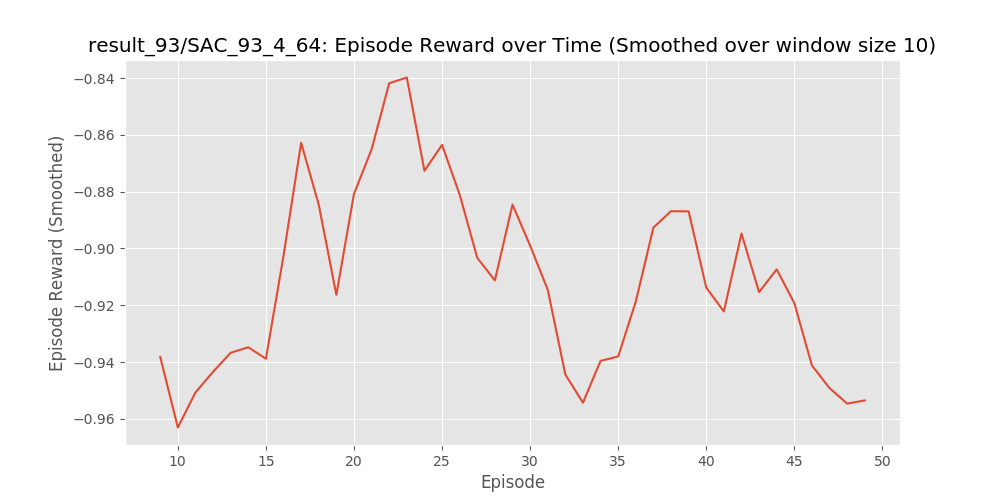 result_93/SAC_93_4_64: Episode Reward over Time (Smoothed over window size 10)
Episode Reward (Smoothed)
−0.84
−0.86
−0.88
−0.90
−0.92
−0.94
−0.96
10 15 20 25 30 35 40 45 50
Episode